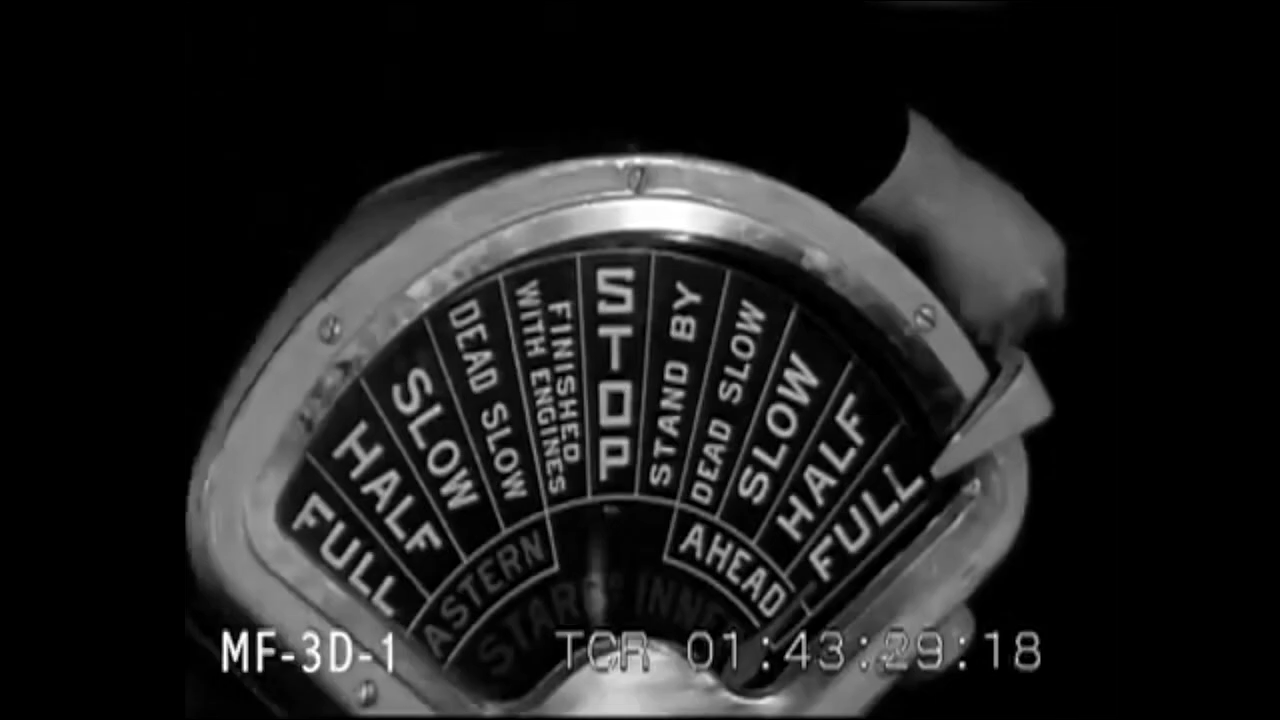 FULL
HALF
SLOW
DEAD SLOW
FINISHED
WITH ENGINES
STOP
STAND BY
DEAD SLOW
SLOW
HALF
FULL
ASTERN
AHEAD
MF-3D-1
TCR 01:43:29:18